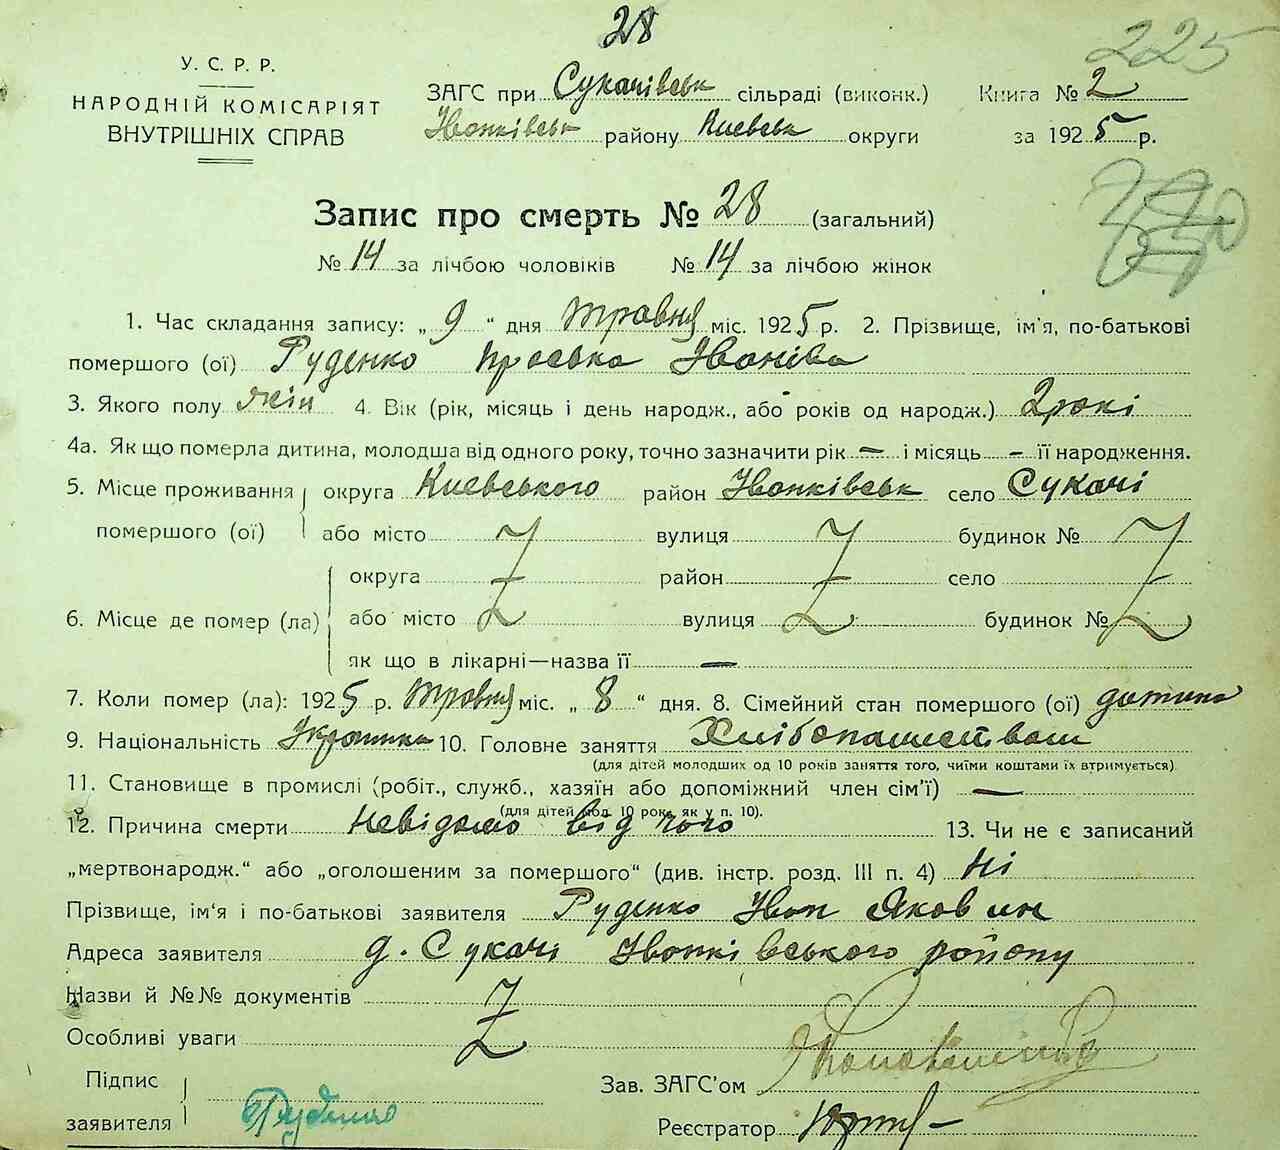 28
225
У. С. Р. Р.
НАРОДНІЙ КОМІСАРІЯТ
ВНУТРІШНІХ СПРАВ
ЗАГС при Сукачівськ сільраді (виконк.)
Іванківськ району Киевськ округи
Книга № 2
за 1925 р.
Запис про смерть № 28 (загальний)
№ 14 за лічбою чоловіків № 14 за лічбою жінок
1. Час складання запису: „ 9 “ дня травня міс. 1925 р. 2. Прізвище, ім'я, по-батькові
помершого (ої) Руденко Проська Іванівна
3. Якого полу жін 4. Вік (рік, місяць і день народж., або років од народж.) 2 рокі
4а. Як що померла дитина, молодша від одного року, точно зазначити рік — і місяць - її народження.
5. Місце проживання округа Киевського район Іванківськ село Сукачі
помершого (ої) або місто вулиця будинок №
округа район село
6. Місце де помер (ла) або місто вулиця будинок №
як що в лікарні—назва її —
7. Коли помер (ла): 1925 р. травня міс. „ 8 “ дня. 8. Сімейний стан помершого (ої) дитина
9. Національність Українка 10. Головне заняття Хлібопашеством
(для дітей молодших од 10 років заняття того, чиїми коштами їх втримується)
11. Становище в промислі (робіт., служб., хазяїн або допоміжний член сім'ї) —
(для дітей мол. 10 рок. як у п. 10).
12. Причина смерти невідомо від чого 13. Чи не є записаний
„мертвонародж.“ або „оголошеним за помершого“ (див. інстр. розд. III п. 4) Ні
Прізвище, ім'я і по-батькові заявителя Руденко Іван Яковлич
Адреса заявителя д. Сукачі Іванківського району
Назви й №№ документів
Особливі уваги
Підпис
заявителя Руденко
Зав. ЗАГС'ом
Реєстратор